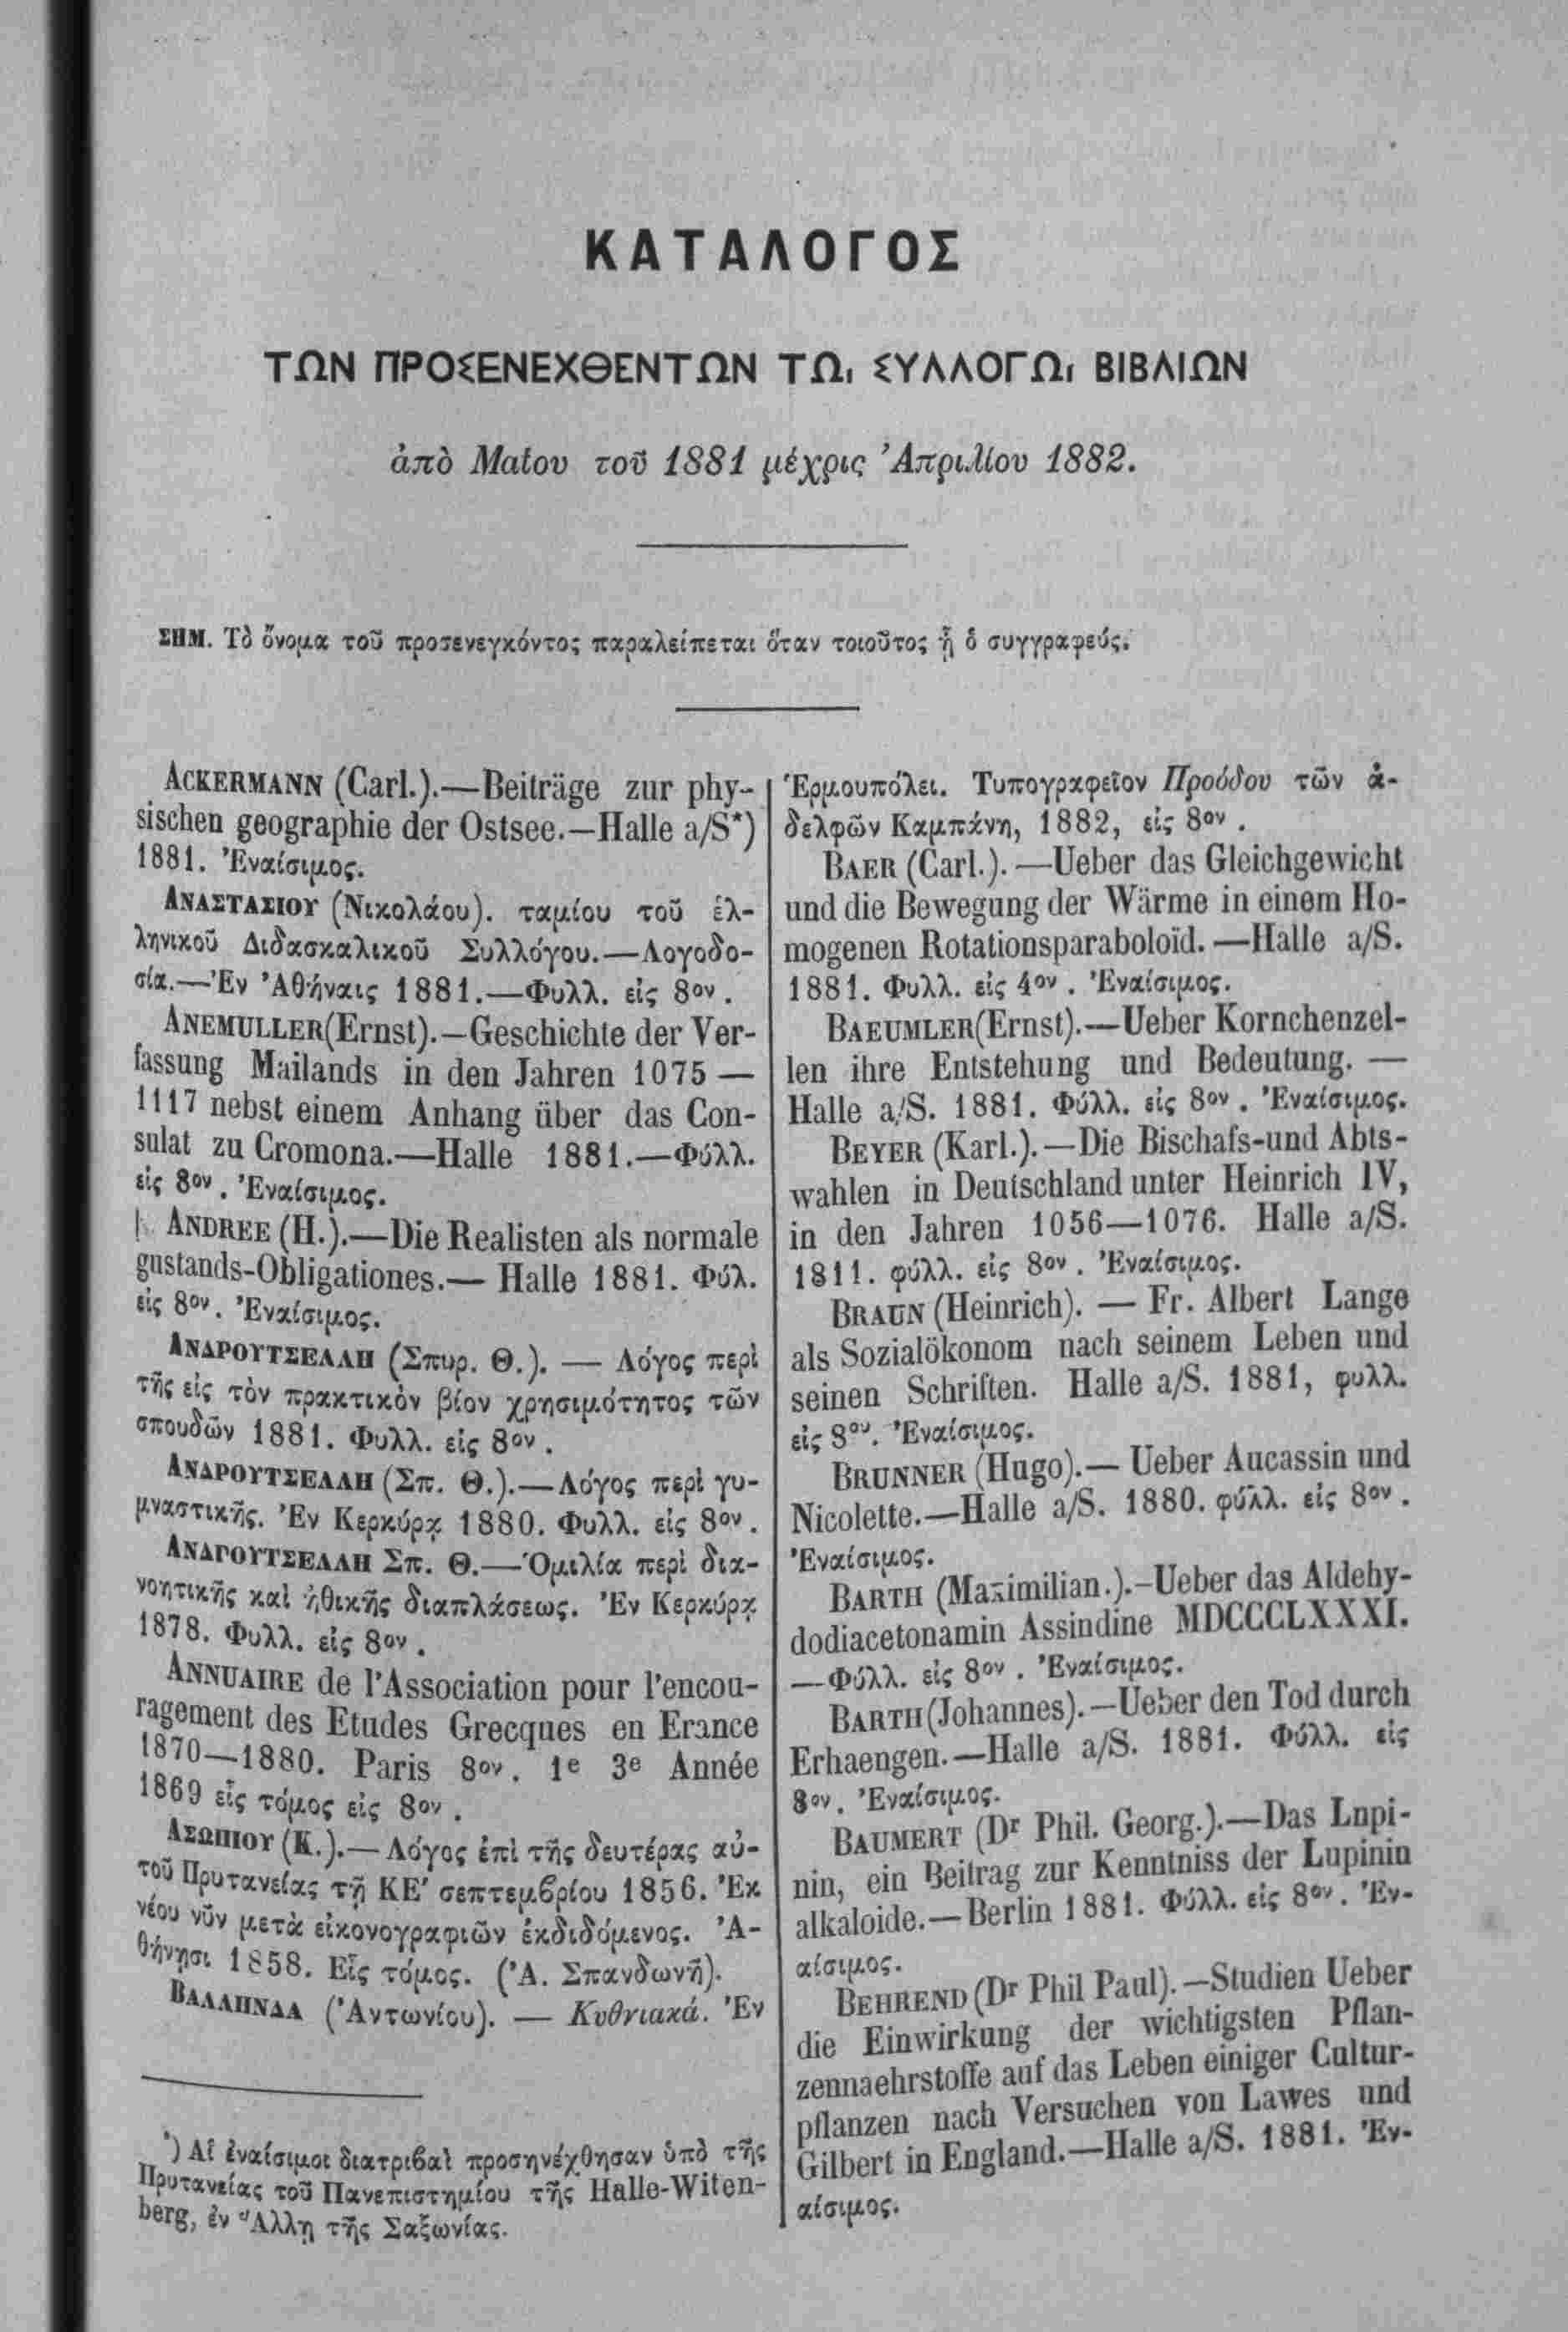 ΚΑΤΑΛΟΓΟΣ
ΤΩΝ ΠΡΟΣΕΝΕΧΘΕΝΤΩΝ ΤΩι ΣΥΛΛΟΓΩι ΒΙΒΛΙΩΝ
ἀπὸ Μαΐου τοῦ 1881 μέχρις Ἀπριλίου 1882.
ΣΗΜ. Τὸ ὄνομα τοῦ προσενεγκόντος παραλείπεται ὅταν τοιοῦτος ᾖ ὁ συγγραφεύς.
ACKERMANN (Carl.).—Beiträge zur phy-
sischen geographie der Ostsee.—Halle a/S*)
1881. Ἐναίσιμος.
ΑΝΑΣΤΑΣΙΟΥ (Νικολάου). ταμίου τοῦ ἑλ-
ληνικοῦ Διδασκαλικοῦ Συλλόγου.—Λογοδο-
σία.—Ἐν Ἀθήναις 1881.—Φυλλ. εἰς 8ον.
ANEMULLER(Ernst).—Geschichte der Ver-
fassung Mailands in den Jahren 1075 —
1117 nebst einem Anhang über das Con-
sulat zu Cromona.—Halle 1881.—Φύλλ.
εἰς 8ον. Ἐναίσιμος.
ANDREE (H.).—Die Realisten als normale
gustands-Obligationes.— Halle 1881. Φύλ.
εἰς 8ον. Ἐναίσιμος.
ΑΝΔΡΟΥΤΣΕΛΛΗ (Σπυρ. Θ.). — Λόγος περὶ
τῆς εἰς τὸν πρακτικὸν βίον χρησιμότητος τῶν
σπουδῶν 1881. Φυλλ. εἰς 8ον.
ΑΝΔΡΟΥΤΣΕΛΛΗ (Σπ. Θ.).—Λόγος περὶ γυ-
μναστικῆς. Ἐν Κερκύρᾳ 1880. Φυλλ. εἰς 8ον.
ΑΝΔΡΟΥΤΣΕΛΛΗ Σπ. Θ.—Ὁμιλία περὶ δια-
νοητικῆς καὶ ἠθικῆς διαπλάσεως. Ἐν Κερκύρᾳ
1878. Φυλλ. εἰς 8ον.
ANNUAIRE de l'Association pour l'encou-
ragement des Etudes Grecques en Erance
1870—1880. Paris 8ον. 1e 3e Année
1869 εἷς τόμος εἰς 8ον.
ΑΣΩΠΙΟΥ (Κ.).— Λόγος ἐπὶ τῆς δευτέρας αὐ-
τοῦ Πρυτανείας τῇ ΚΕ' σεπτεμβρίου 1856. Ἐκ
νέου νῦν μετὰ εἰκονογραφιῶν ἐκδιδόμενος. Ἀ-
θήνησι 1858. Εἷς τόμος. (Ἀ. Σπανδωνῆ).
ΒΑΛΛΗΝΔΑ (Ἀντωνίου). — Κυθνιακά. Ἐν
*) Αἱ ἐναίσιμοι διατριβαὶ προσηνέχθησαν ὑπὸ τῆς
Πρυτανείας τοῦ Πανεπιστημίου τῆς Halle-Witen-
berg, ἐν Ἅλλῃ τῆς Σαξωνίας.
Ἑρμουπόλει. Τυπογραφεῖον Προόδου τῶν ἀ-
δελφῶν Καμπάνη, 1882, εἰς 8ον.
BAER (Carl.).—Ueber das Gleichgewicht
und die Bewegung der Wärme in einem Ho-
mogenen Rotationsparaboloïd.—Halle a/S.
1881. Φυλλ. εἰς 4ον. Ἐναίσιμος.
BAEUMLER(Ernst).—Ueber Kornchenzel-
len ihre Entstehung und Bedeutung. —
Halle a/S. 1881. Φύλλ. εἰς 8ον. Ἐναίσιμος.
BEYER (Karl.).—Die Bischafs-und Abts-
wahlen in Deutschland unter Heinrich IV,
in den Jahren 1056—1076. Halle a/S.
1811. φύλλ. εἰς 8ον. Ἐναίσιμος.
BRAUN (Heinrich). — Fr. Albert Lange
als Sozialökonom nach seinem Leben und
seinen Schriften. Halle a/S. 1881, φυλλ.
εἰς 8ον. Ἐναίσιμος.
BRUNNER (Hugo).— Ueber Aucassin und
Nicolette.—Halle a/S. 1880. φύλλ. εἰς 8ον.
Ἐναίσιμος.
BARTH (Maximilian.).—Ueber das Aldehy-
dodiacetonamin Assindine MDCCCLXXXI.
—Φύλλ. εἰς 8ον. Ἐναίσιμος.
BARTH(Johannes).—Ueber den Tod durch
Erhaengen.—Halle a/S. 1881. Φύλλ. εἰς
8ον. Ἐναίσιμος.
BAUMERT (Dr Phil. Georg.).—Das Lnpi-
nin, ein Beitrag zur Kenntniss der Lupinin
alkaloide.—Berlin 1881. Φύλλ. εἰς 8ον. Ἐν-
αίσιμος.
BEHREND (Dr Phil Paul).—Studien Ueber
die Einwirkung der wichtigsten Pflan-
zennaehrstoffe auf das Leben einiger Cultur-
pflanzen nach Versuchen von Lawes und
Gilbert in England.—Halle a/S. 1881. Ἐν-
αίσιμος.